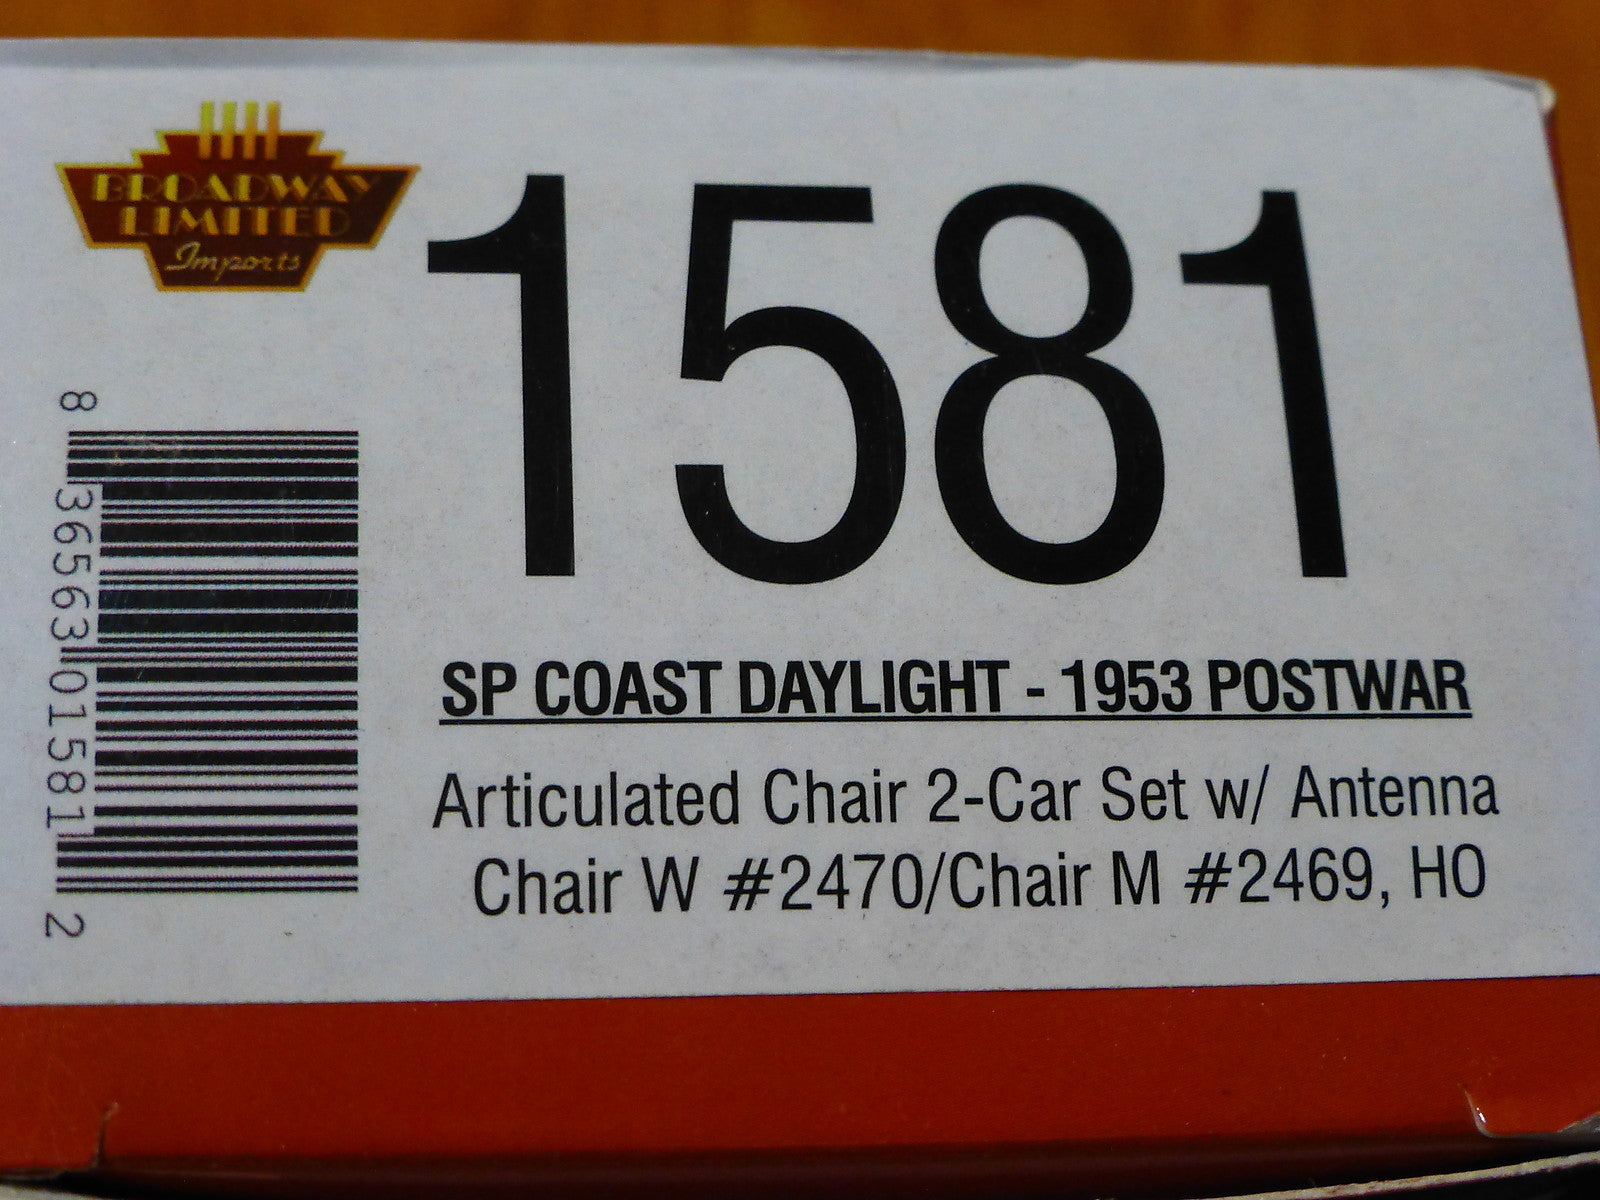 BROADWAY
LIMITED
Imports
1581
8 36563 01581 2
SP COAST DAYLIGHT - 1953 POSTWAR
Articulated Chair 2-Car Set w/ Antenna
Chair W #2470/Chair M #2469, HO